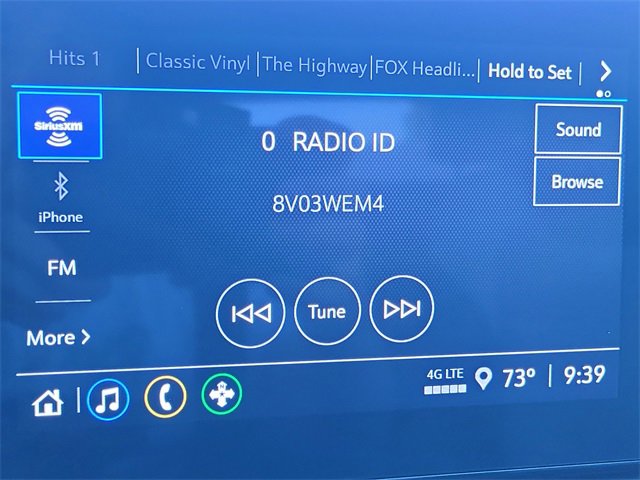 Hits 1 | Classic Vinyl | The Highway | FOX Headli... | Hold to Set
SiriusXM
0 RADIO ID
Sound
8V03WEM4
Browse
iPhone
FM
Tune
More
4G LTE
73° | 9:39
N